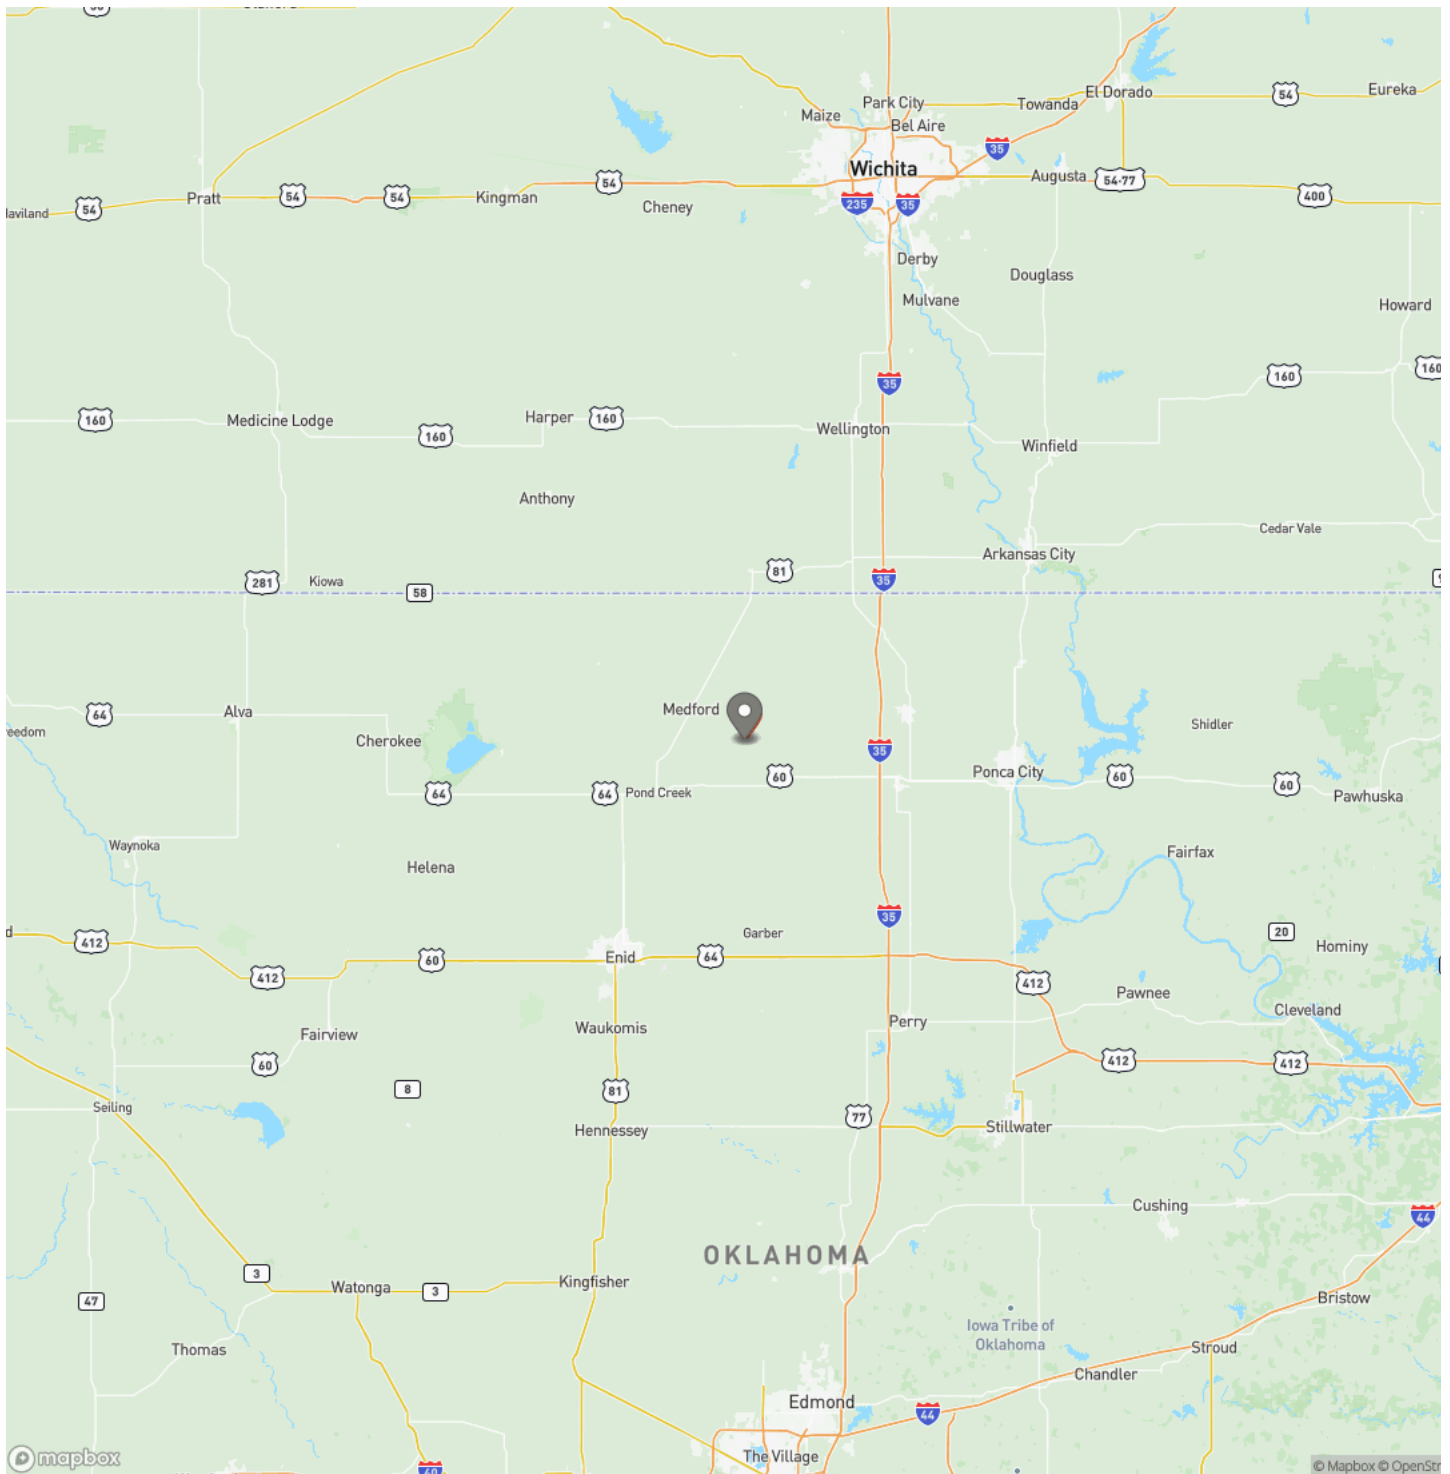 54
Park City
El Dorado
Towanda
54
Eureka
Maize
Bel Aire
35
Wichita
Augusta
54-77
54
Pratt
54
54
Kingman
Cheney
235
35
400
Haviland
54
Derby
Douglass
Mulvane
Howard
160
160
35
160
Medicine Lodge
160
Harper
160
Wellington
Winfield
Anthony
Cedar Vale
Arkansas City
281
Kiowa
58
81
35
Medford
64
Alva
Cherokee
Shidler
eedom
35
Ponca City
60
60
60
64
64
Pond Creek
Pawhuska
Waynoka
Helena
Fairfax
35
d
412
412
60
Enid
64
Garber
20
Hominy
412
Pawnee
Cleveland
Fairview
Waukomis
Perry
60
8
81
412
412
Seiling
Hennessey
77
Stillwater
Cushing
44
OKLAHOMA
3
Watonga
3
Kingfisher
47
Bristow
Iowa Tribe of
Oklahoma
Thomas
Stroud
Chandler
Edmond
44
The Village
40
mapbox
© Mapbox © OpenStr